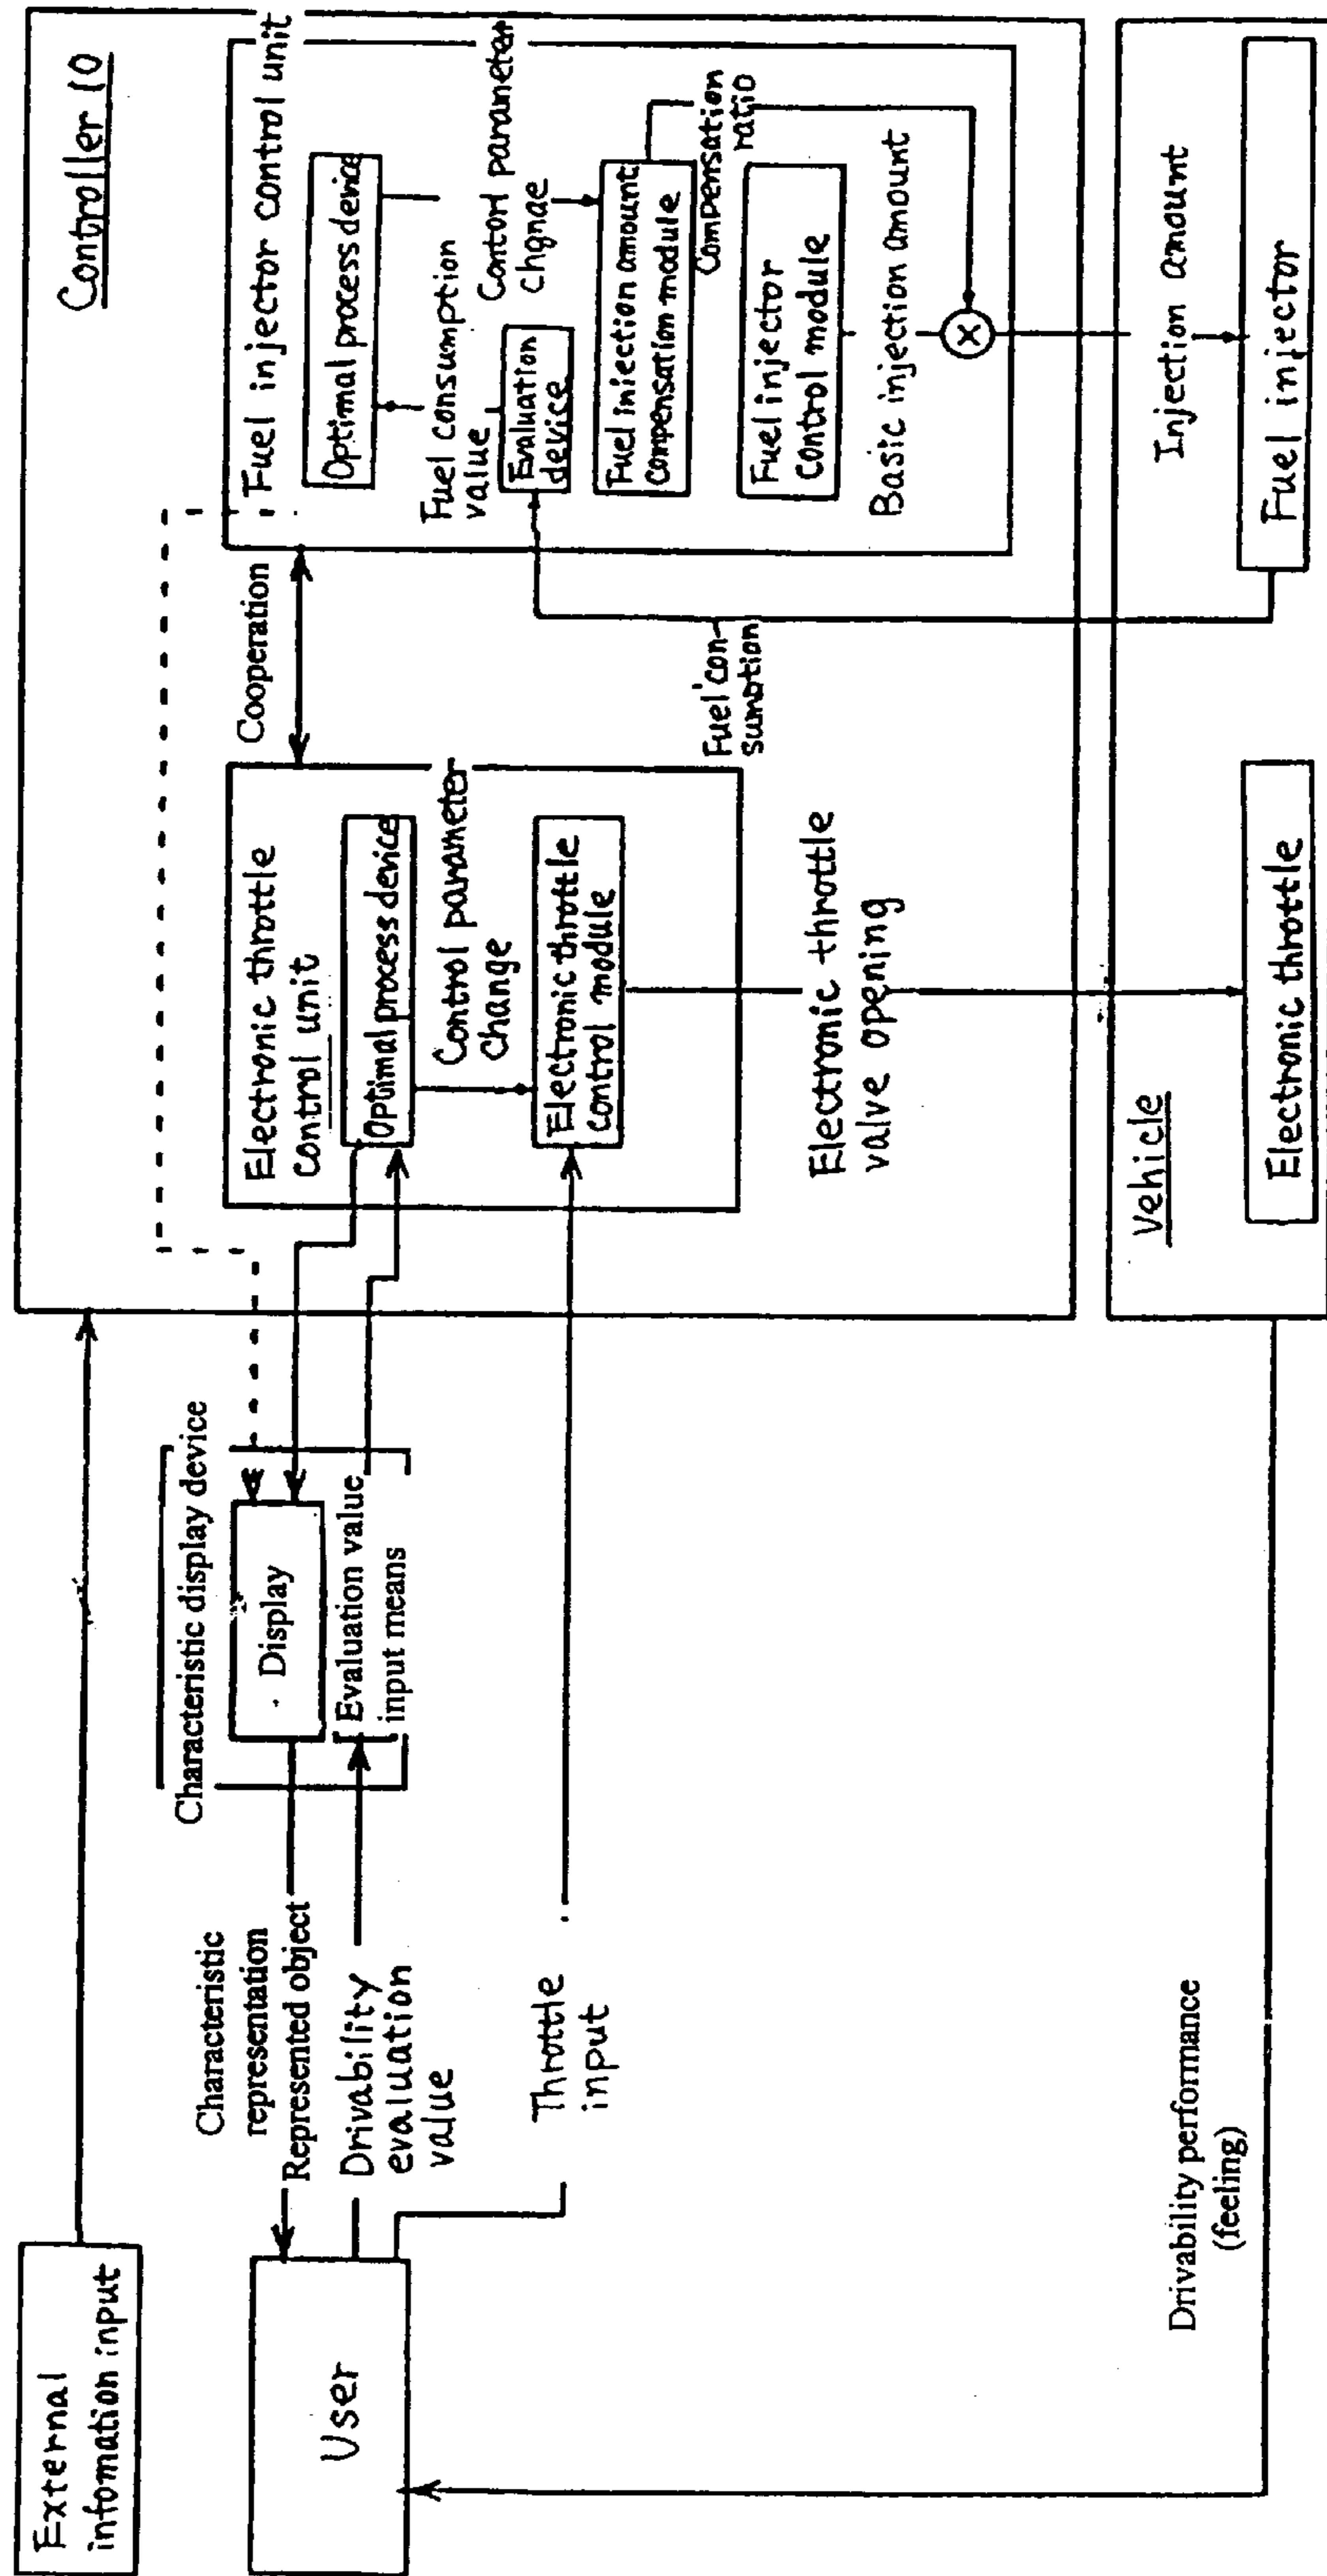 External
infomation input
User
Characteristic
representation
Represented object
Drivability
evaluation
value
Throttle
input
Drivability performance
(feeling)
Characteristic display device
Display
Evaluation value
input means
Controller 10
Cooperation
Electronic throttle
control unit
Optimal process device
Control parameter
change
Electronic throttle
control module
Electronic throttle
valve opening
Fuel con-
sumption
Fuel injector control unit
Optimal process device
Fuel consumption
value
Evaluation
device
Contorl parameter
chgnae
Fuel injection amount
compensation module
Compensation
ratio
Fuel injector
control module
Basic injection amount
Injection amount
Vehicle
Electronic throttle
Fuel injector